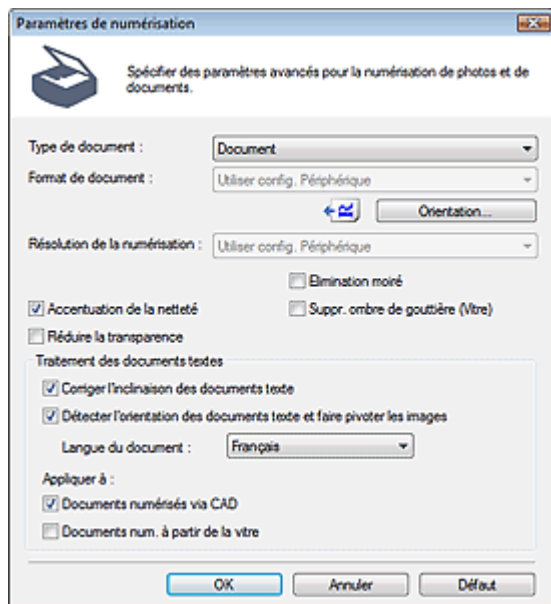 Paramètres de numérisation
Spécifier des paramètres avancés pour la numérisation de photos et de
documents.
Type de document : Document
Format de document : Utiliser config. Périphérique
Orientation...
Résolution de la numérisation : Utiliser config. Périphérique
Elimination moiré
Accentuation de la netteté Suppr. ombre de gouttière (Vitre)
Réduire la transparence
Traitement des documents textes
Corriger l'inclinaison des documents texte
Détecter l'orientation des documents texte et faire pivoter les images
Langue du document : Français
Appliquer à :
Documents numérisés via CAD
Documents num. à partir de la vitre
OK Annuler Défaut